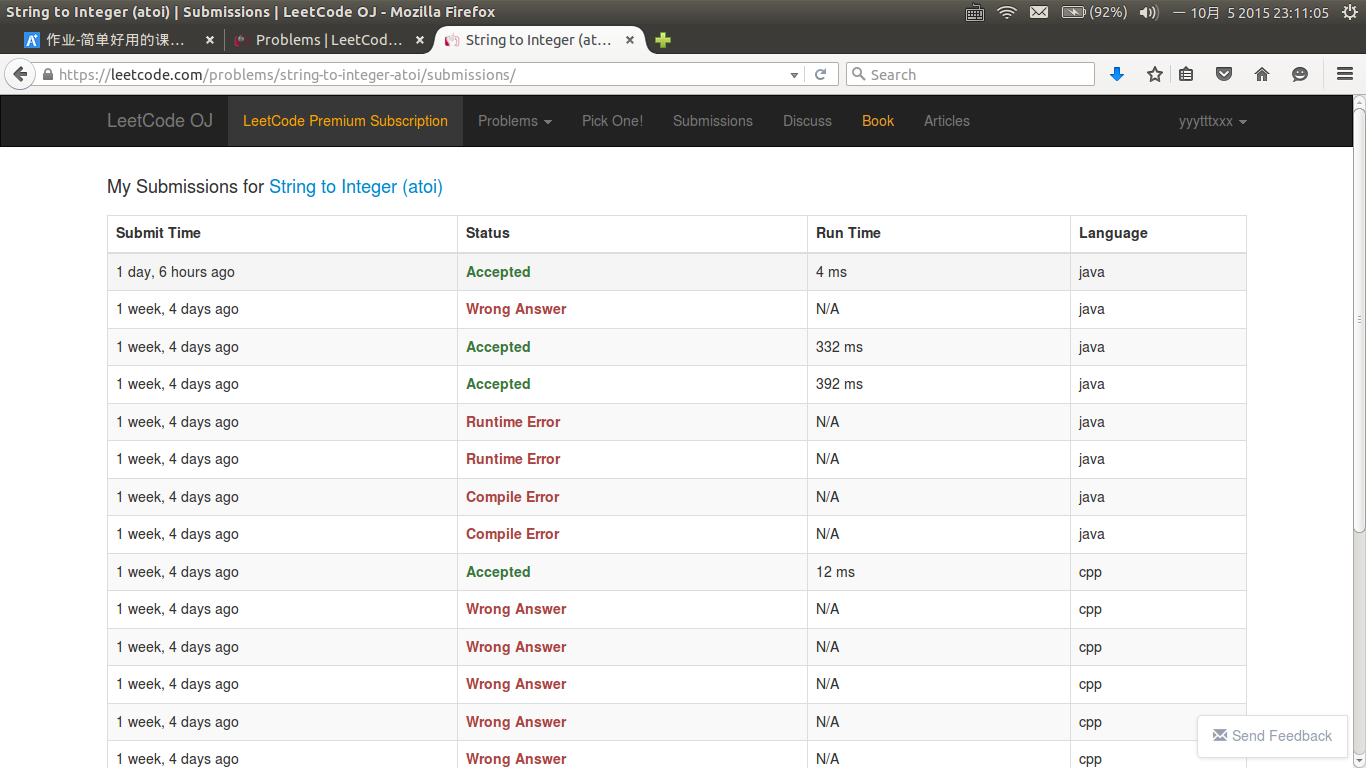 String to Integer (atoi) | Submissions | LeetCode OJ - Mozilla Firefox (92%) 一 10月 5 2015 23:11:05
作业-简单好用的课… Problems | LeetCod… String to Integer (at…
https://leetcode.com/problems/string-to-integer-atoi/submissions/ Search
LeetCode OJ LeetCode Premium Subscription Problems Pick One! Submissions Discuss Book Articles yyytttxxx
My Submissions for String to Integer (atoi)
Submit Time Status Run Time Language
1 day, 6 hours ago Accepted 4 ms java
1 week, 4 days ago Wrong Answer N/A java
1 week, 4 days ago Accepted 332 ms java
1 week, 4 days ago Accepted 392 ms java
1 week, 4 days ago Runtime Error N/A java
1 week, 4 days ago Runtime Error N/A java
1 week, 4 days ago Compile Error N/A java
1 week, 4 days ago Compile Error N/A java
1 week, 4 days ago Accepted 12 ms cpp
1 week, 4 days ago Wrong Answer N/A cpp
1 week, 4 days ago Wrong Answer N/A cpp
1 week, 4 days ago Wrong Answer N/A cpp
1 week, 4 days ago Wrong Answer N/A cpp
Send Feedback
1 week, 4 days ago Wrong Answer N/A cpp